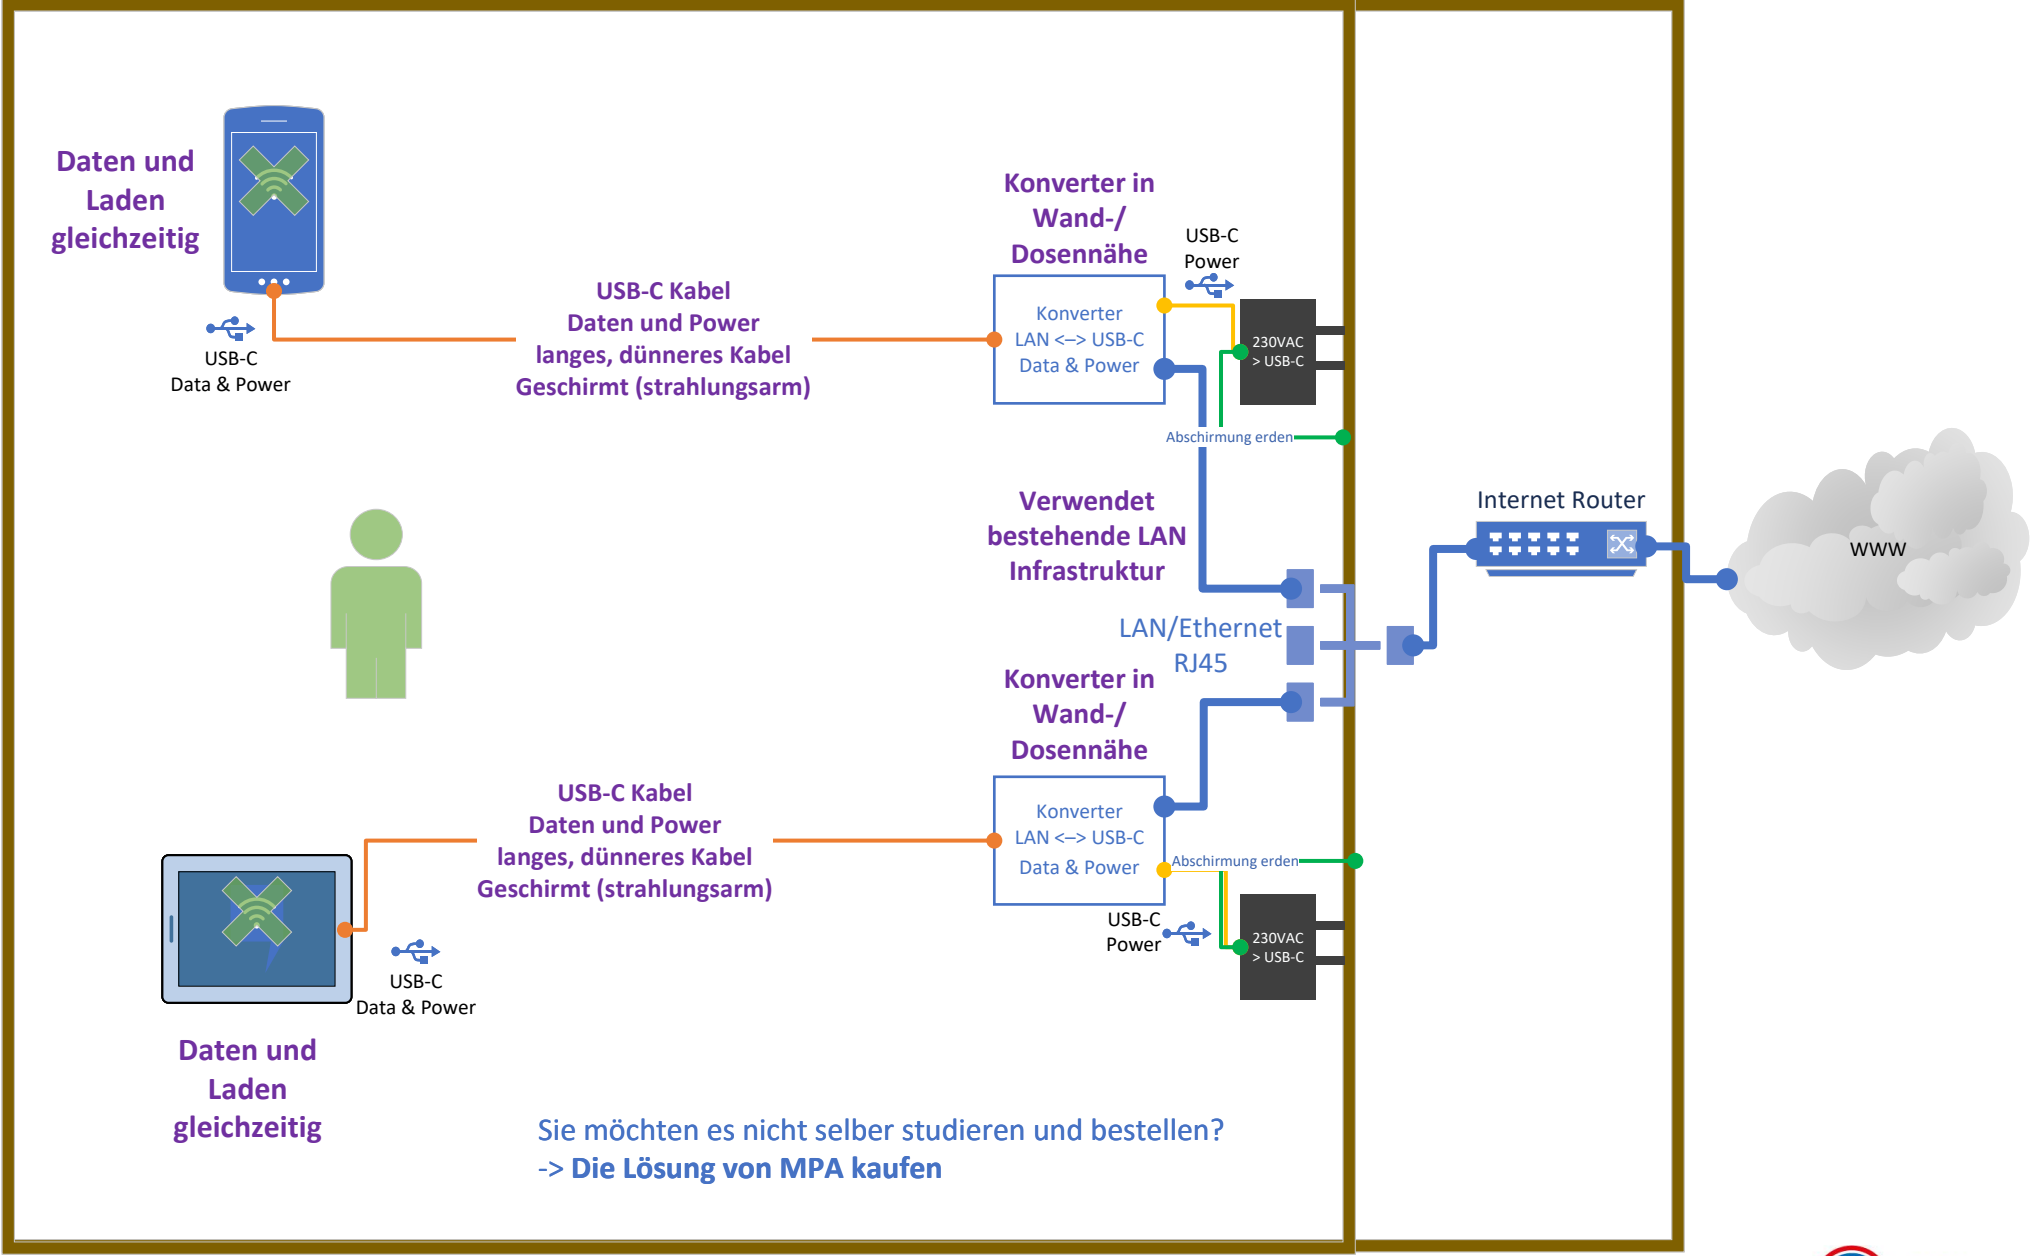 Daten und
Laden
gleichzeitig
USB-C
Data & Power
USB-C Kabel
Daten und Power
langes, dünneres Kabel
Geschirmt (strahlungsarm)
Konverter in
Wand-/
Dosennähe
Konverter
LAN <–> USB-C
Data & Power
USB-C
Power
230VAC
> USB-C
Abschirmung erden
Verwendet
bestehende LAN
Infrastruktur
LAN/Ethernet
RJ45
Internet Router
WWW
Konverter in
Wand-/
Dosennähe
Konverter
LAN <–> USB-C
Data & Power
Abschirmung erden
USB-C
Power
230VAC
> USB-C
USB-C Kabel
Daten und Power
langes, dünneres Kabel
Geschirmt (strahlungsarm)
USB-C
Data & Power
Daten und
Laden
gleichzeitig
Sie möchten es nicht selber studieren und bestellen?
-> Die Lösung von MPA kaufen